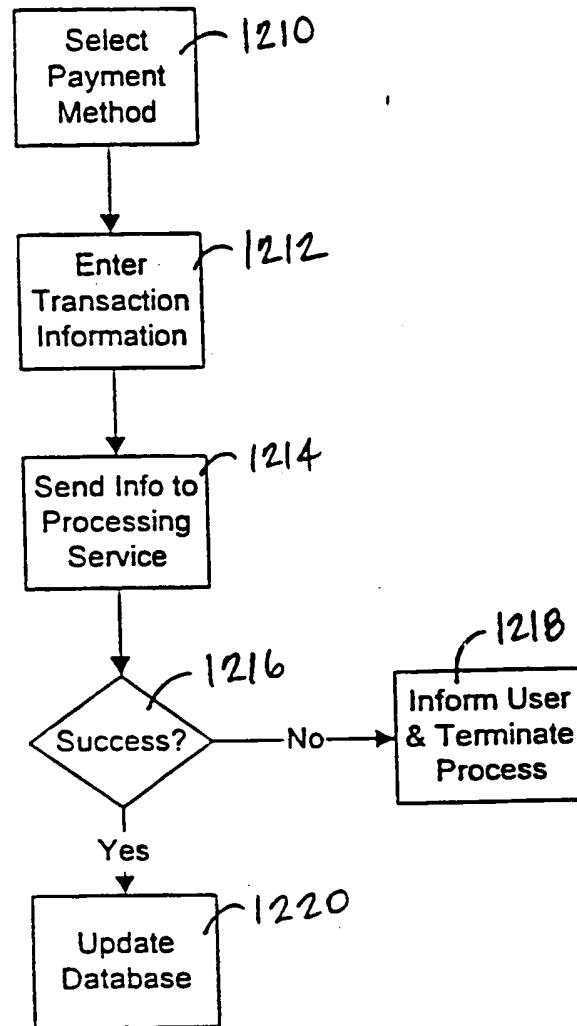 Select
Payment
Method
1210
Enter
Transaction
Information
1212
Send Info to
Processing
Service
1214
Success?
1216
No
Inform User
& Terminate
Process
1218
Yes
Update
Database
1220